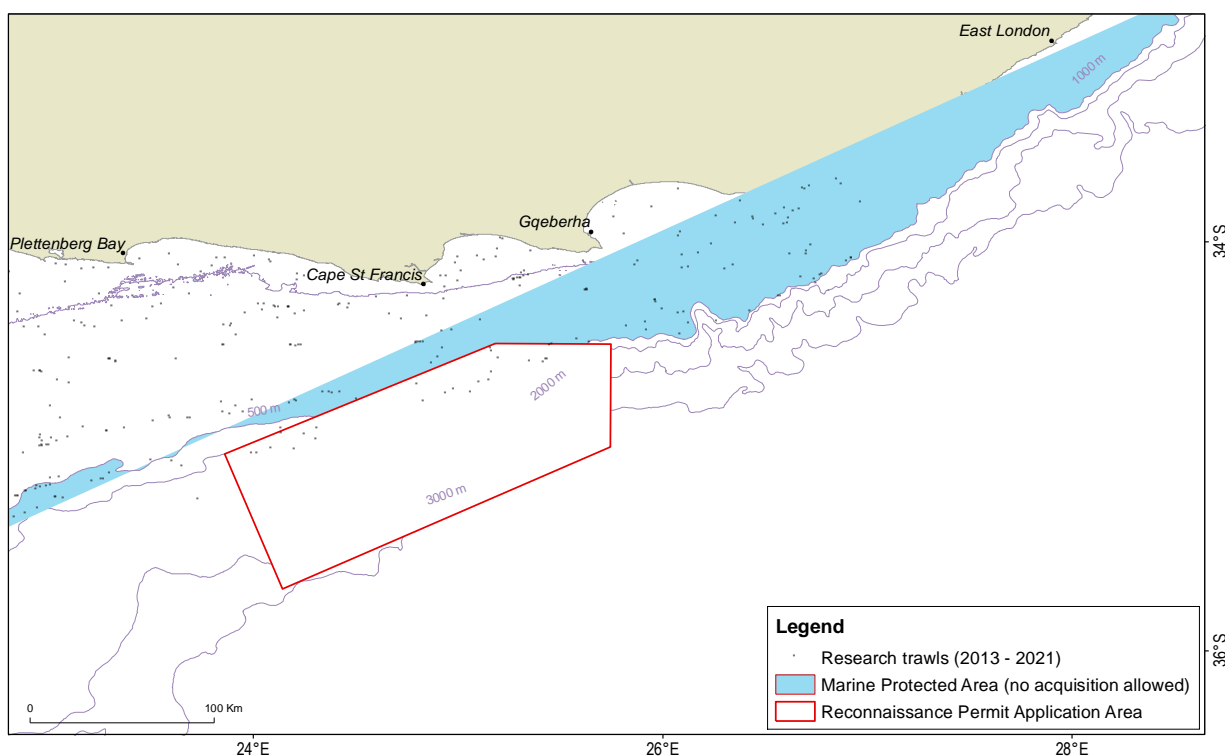 East London
1000 m
Gqeberha
34°S
Plettenberg Bay
Cape St Francis
2000 m
500 m
3000 m
Legend
Research trawls (2013 - 2021)
Marine Protected Area (no acquisition allowed)
Reconnaissance Permit Application Area
36°S
0 100 Km
24°E 26°E 28°E